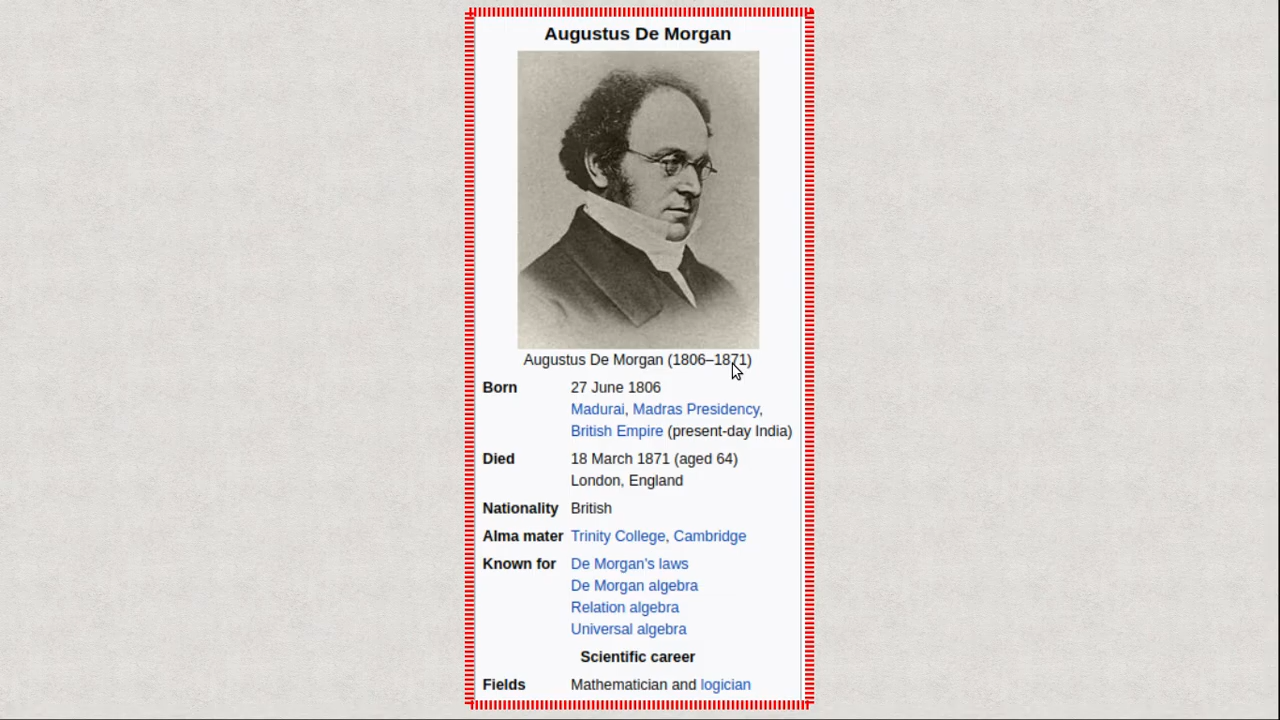 Augustus De Morgan
Augustus De Morgan (1806–1871)
Born 27 June 1806
Madurai, Madras Presidency,
British Empire (present-day India)
Died 18 March 1871 (aged 64)
London, England
Nationality British
Alma mater Trinity College, Cambridge
Known for De Morgan's laws
De Morgan algebra
Relation algebra
Universal algebra
Scientific career
Fields Mathematician and logician